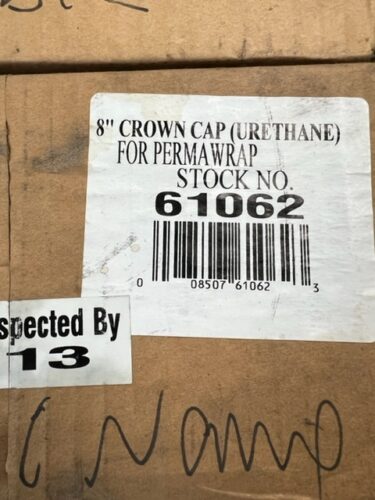 8" CROWN CAP (URETHANE)
FOR PERMAWRAP
STOCK NO.
61062
0 08507 61062 3
spected By
13